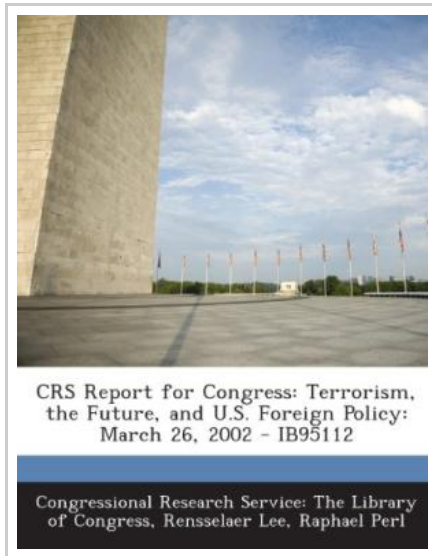 CRS Report for Congress: Terrorism,
the Future, and U.S. Foreign Policy:
March 26, 2002 - IB95112
Congressional Research Service: The Library
of Congress, Rensselaer Lee, Raphael Perl